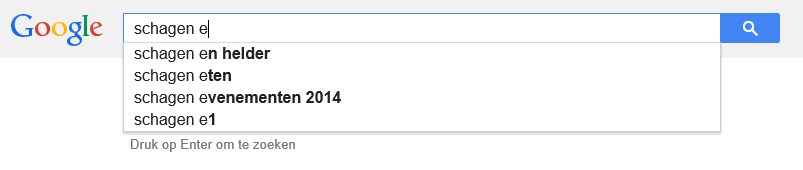 Google
schagen e
schagen en helder
schagen eten
schagen evenementen 2014
schagen e1
Druk op Enter om te zoeken